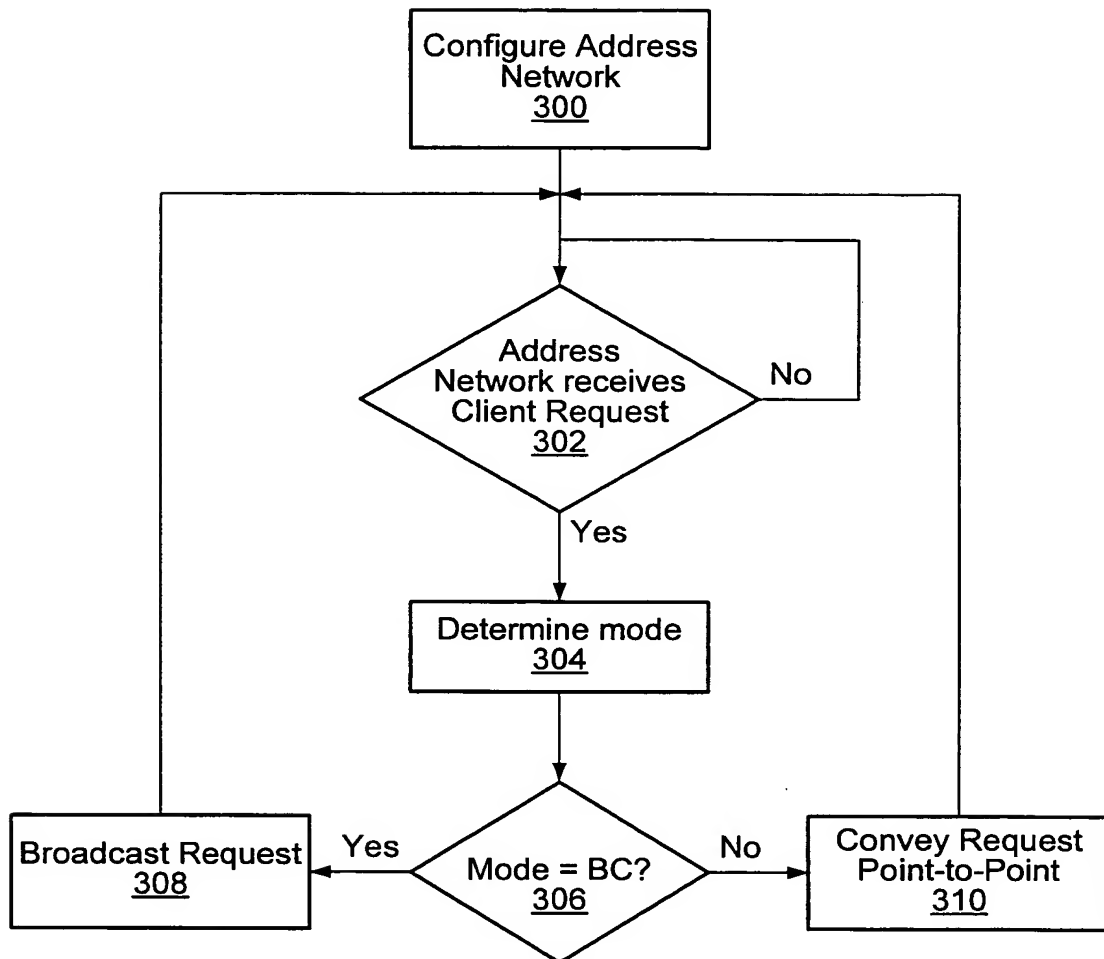 Configure Address
Network
300
Address
Network receives
Client Request
302
No
Yes
Determine mode
304
Broadcast Request
308
Yes
Mode = BC?
306
No
Convey Request
Point-to-Point
310